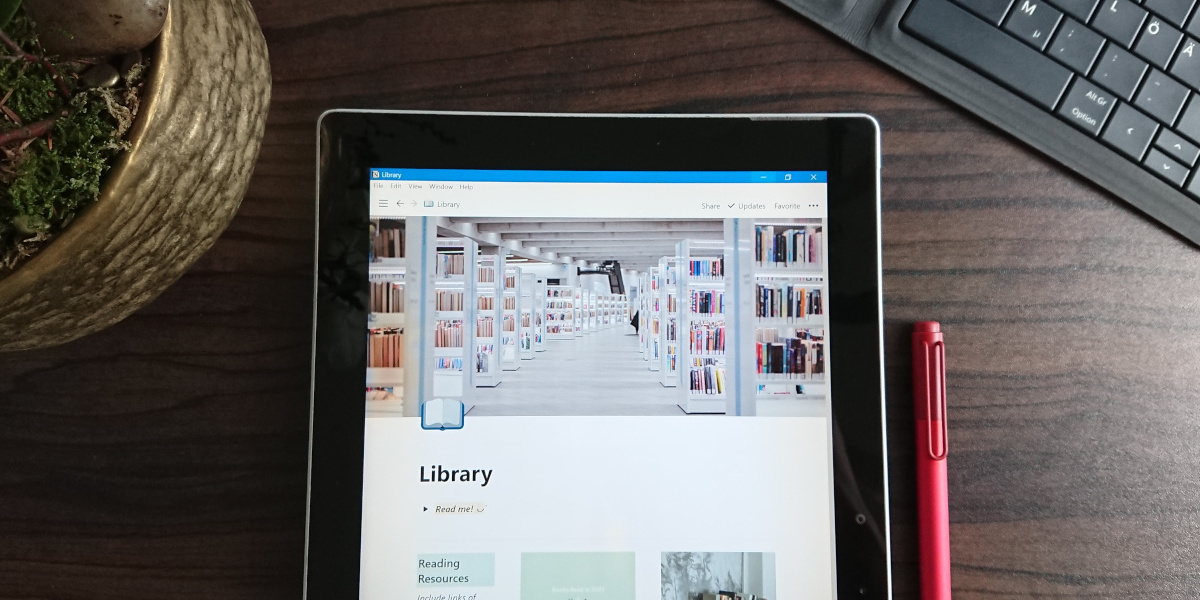 M
µ
L
Ö
Ä
;
,
:
.
_
-
Alt Gr
Option
Library
File Edit View Window Help
Library
Share Updates Favorite
Library
Read me!
Reading
Resources
Include links of